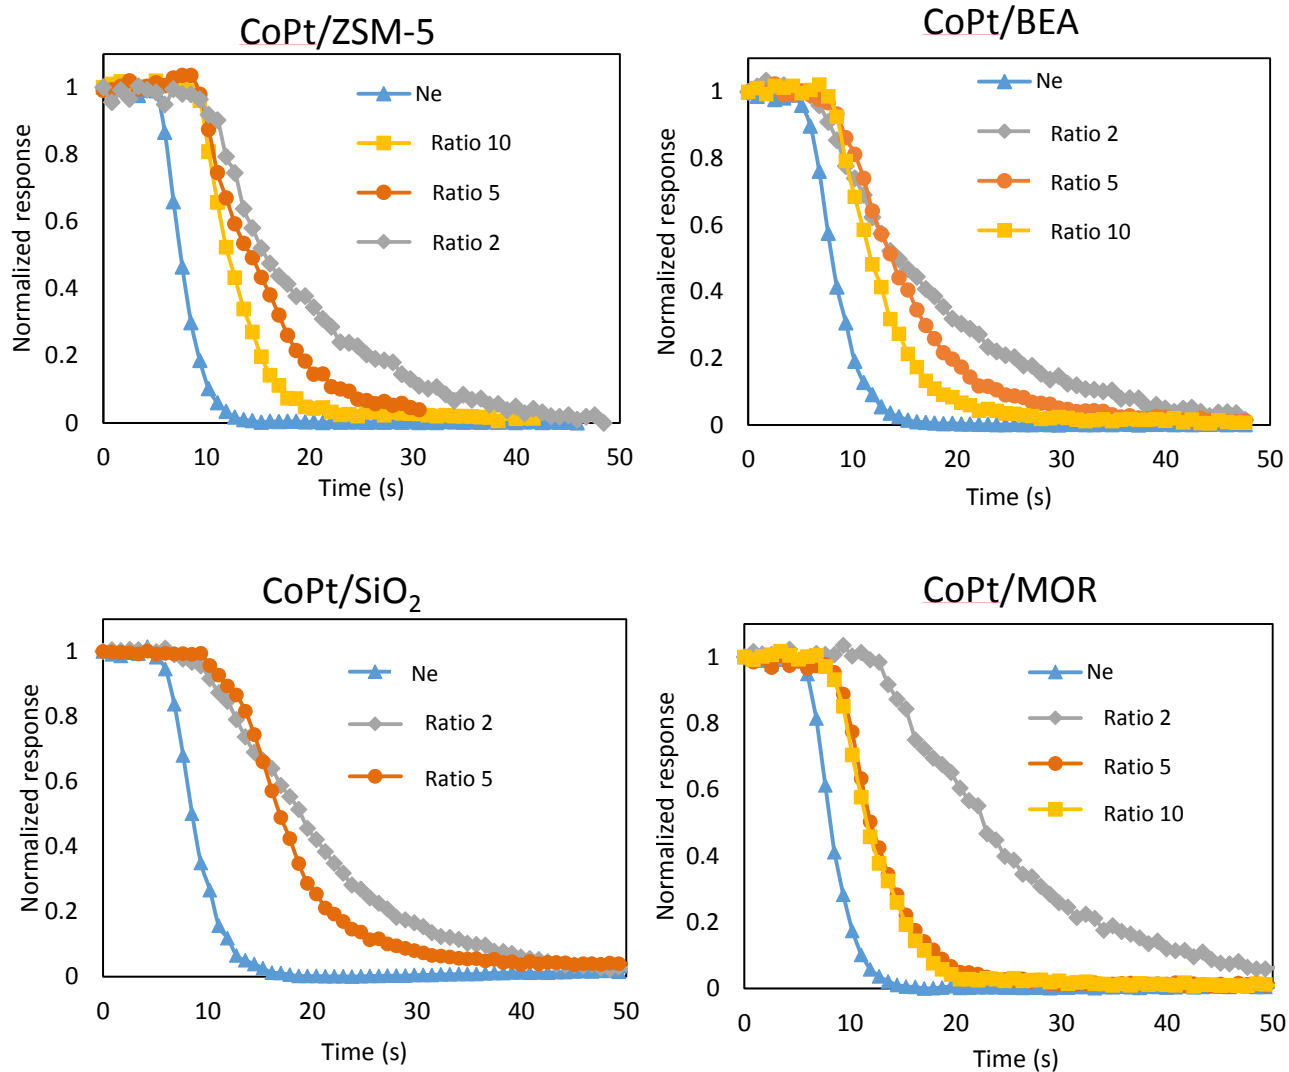 CoPt/ZSM-5
Normalized response
1
0.8
0.6
0.4
0.2
0
Ne
Ratio 10
Ratio 5
Ratio 2
0 10 20 30 40 50
Time (s)
CoPt/BEA
Normalized response
1
0.8
0.6
0.4
0.2
0
Ne
Ratio 2
Ratio 5
Ratio 10
0 10 20 30 40 50
Time (s)
CoPt/SiO2
Normalized response
1
0.8
0.6
0.4
0.2
0
Ne
Ratio 2
Ratio 5
0 10 20 30 40 50
Time (s)
CoPt/MOR
Normalized response
1
0.8
0.6
0.4
0.2
0
Ne
Ratio 2
Ratio 5
Ratio 10
0 10 20 30 40 50
Time (s)